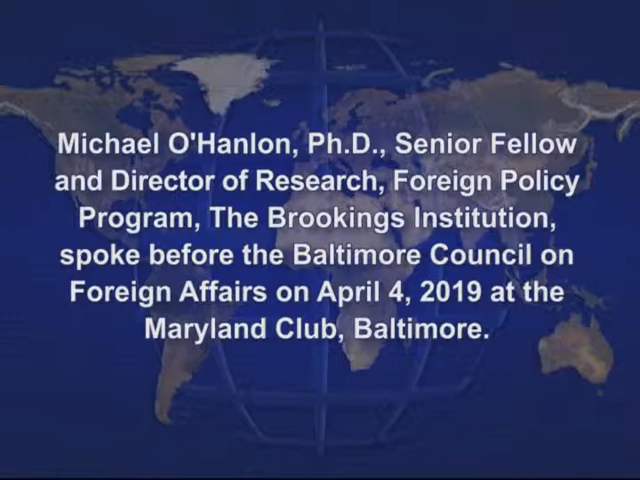 Michael O'Hanlon, Ph.D., Senior Fellow
and Director of Research, Foreign Policy
Program, The Brookings Institution,
spoke before the Baltimore Council on
Foreign Affairs on April 4, 2019 at the
Maryland Club, Baltimore.